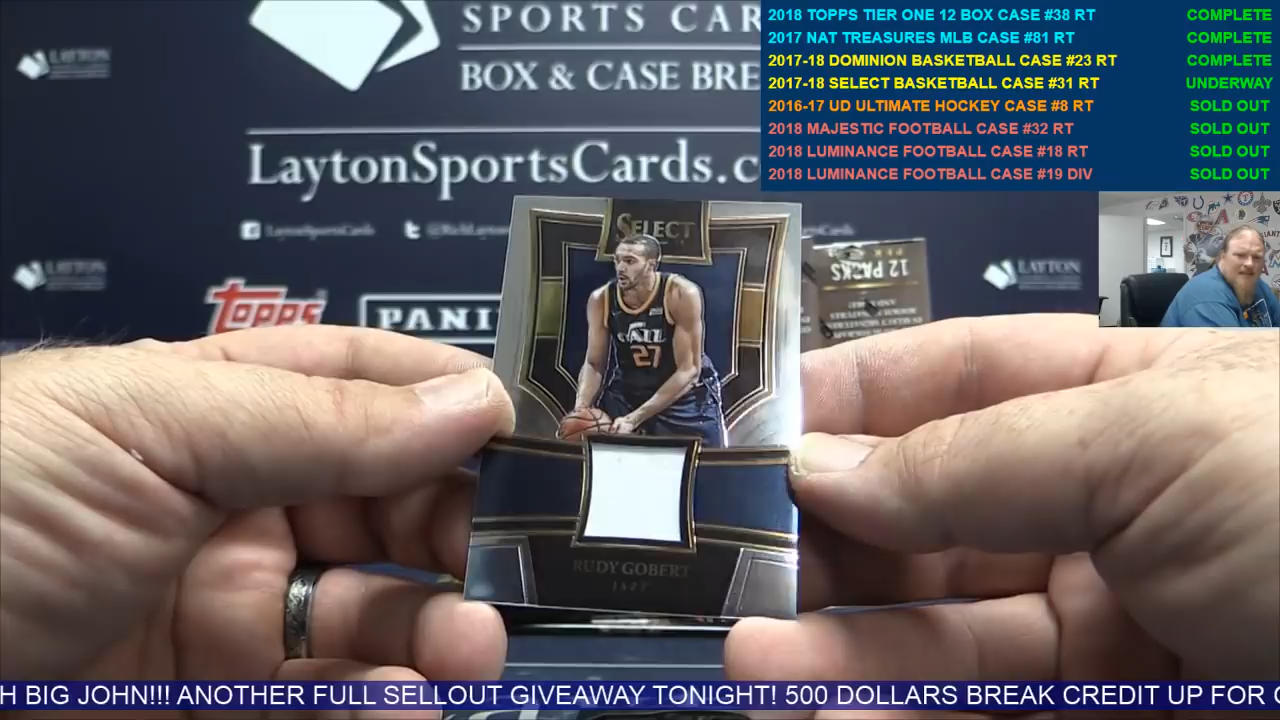 SPORTS CAR
BOX & CASE BRE
LaytonSportsCards.c
LaytonSportsCards
LAYTON
LAYTON
LAYTON
topps
PANI
2018 TOPPS TIER ONE 12 BOX CASE #38 RT COMPLETE
2017 NAT TREASURES MLB CASE #81 RT COMPLETE
2017-18 DOMINION BASKETBALL CASE #23 RT COMPLETE
2017-18 SELECT BASKETBALL CASE #31 RT UNDERWAY
2016-17 UD ULTIMATE HOCKEY CASE #8 RT SOLD OUT
2018 MAJESTIC FOOTBALL CASE #32 RT SOLD OUT
2018 LUMINANCE FOOTBALL CASE #18 RT SOLD OUT
2018 LUMINANCE FOOTBALL CASE #19 DIV SOLD OUT
SELECT
12 PACKS
27
RUDY GOBERT
JAZZ
H BIG JOHN!!! ANOTHER FULL SELLOUT GIVEAWAY TONIGHT! 500 DOLLARS BREAK CREDIT UP FOR